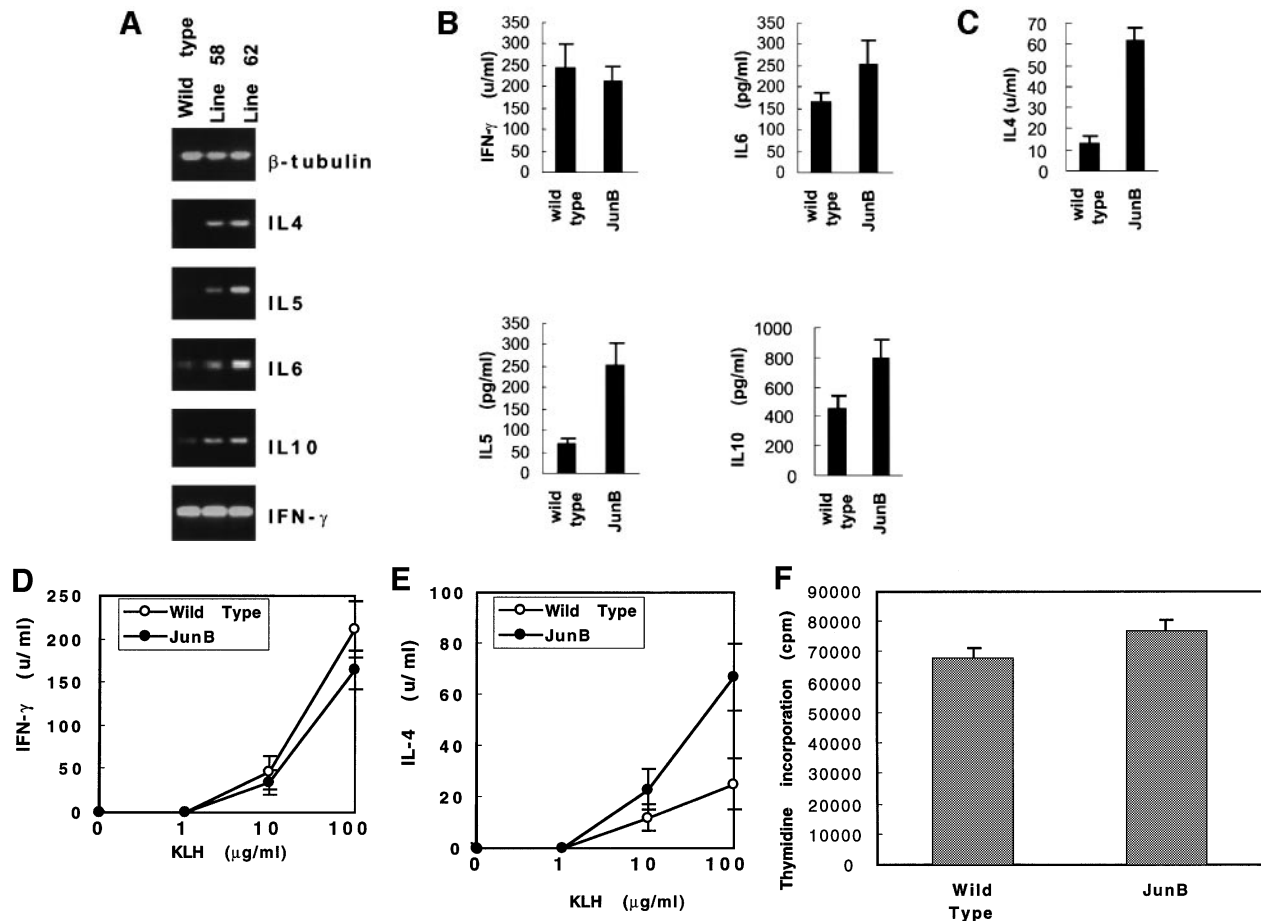 A
Wild type
Line 58
Line 62
β-tubulin
IL4
IL5
IL6
IL10
IFN-γ
B
IFN-γ (u/ml)
350
300
250
200
150
100
50
0
wild type
JunB
IL6 (pg/ml)
350
300
250
200
150
100
50
0
wild type
JunB
C
IL4 (u/ml)
70
60
50
40
30
20
10
0
wild type
JunB
IL5 (pg/ml)
350
300
250
200
150
100
50
0
wild type
JunB
IL10 (pg/ml)
1000
800
600
400
200
0
wild type
JunB
D
IFN-γ (u/ml)
250
200
150
100
50
0
Wild Type
JunB
0 1 10 100
KLH (μg/ml)
E
IL-4 (u/ml)
100
80
60
40
20
0
Wild Type
JunB
0 1 10 100
KLH (μg/ml)
F
Thymidine incorporation (cpm)
90000
80000
70000
60000
50000
40000
30000
20000
10000
0
Wild
Type
JunB